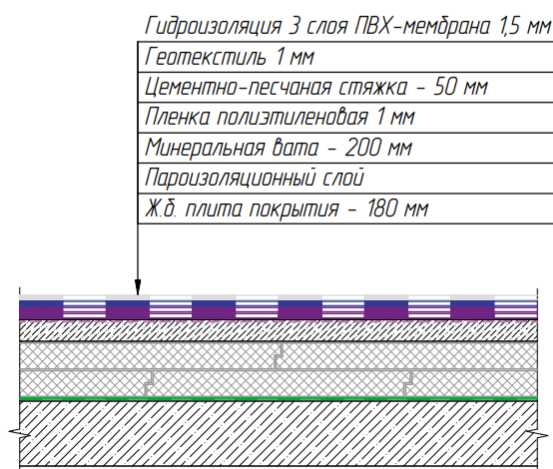 Гидроизоляция 3 слоя ПВХ-мембрана 1,5 мм
Геотекстиль 1 мм
Цементно-песчаная стяжка - 50 мм
Пленка полиэтиленовая 1 мм
Минеральная вата - 200 мм
Пароизоляционный слой
Ж.б. плита покрытия - 180 мм